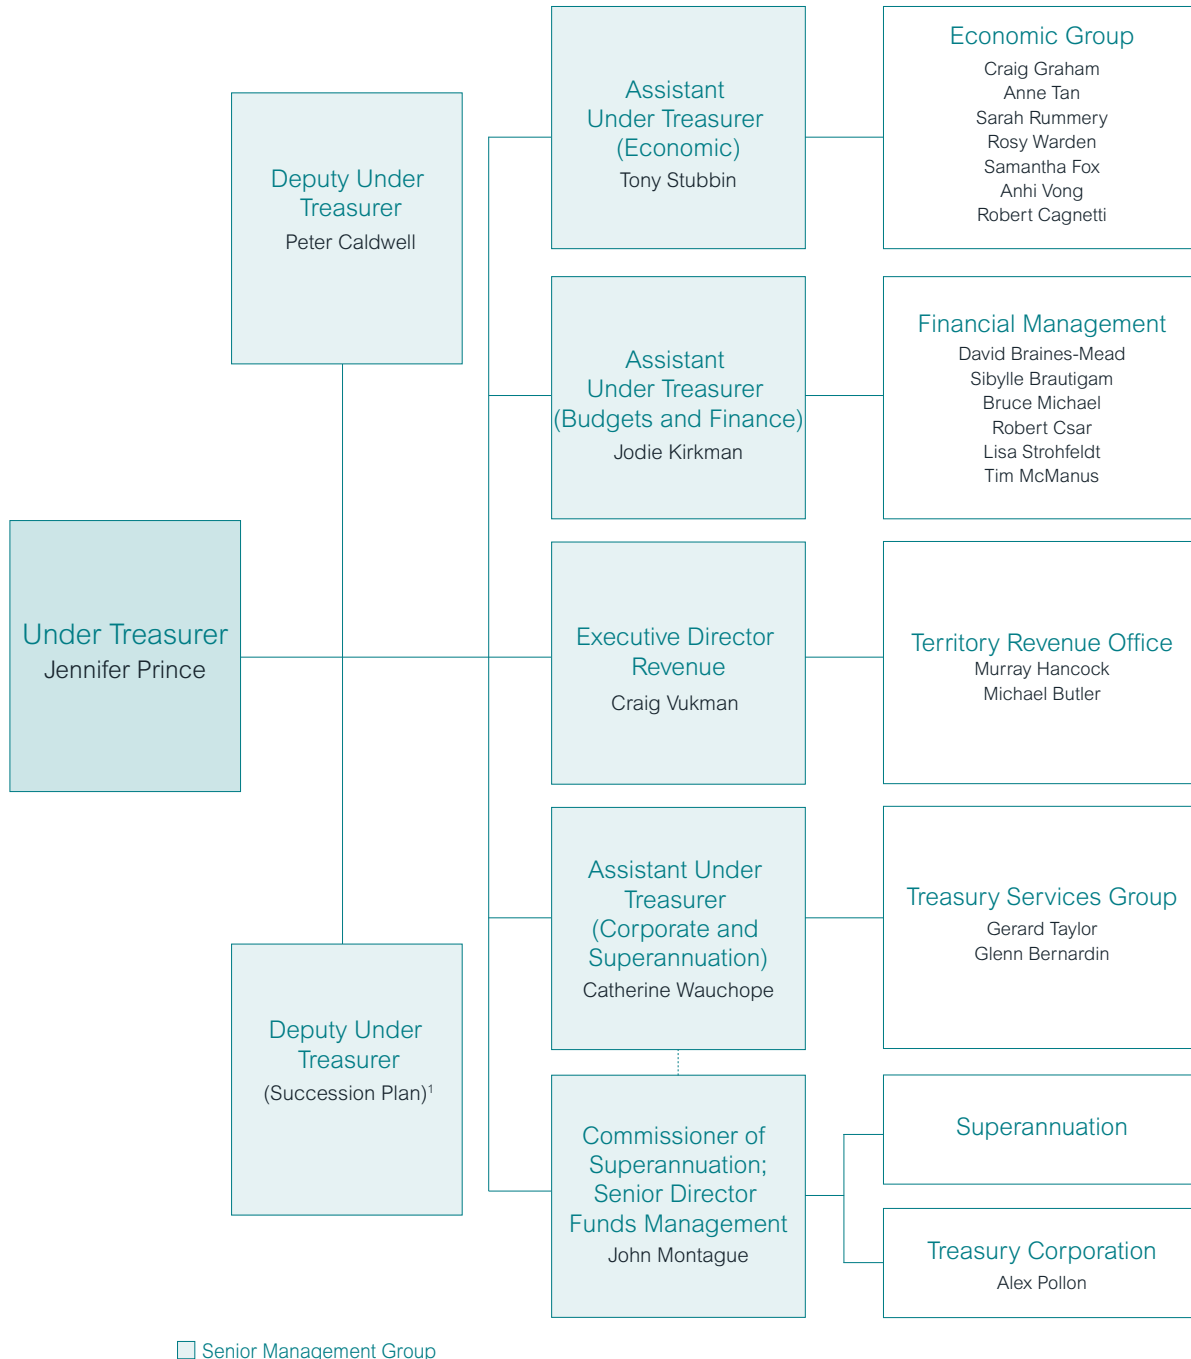 Under Treasurer
Jennifer Prince
Deputy Under
Treasurer
Peter Caldwell
Deputy Under
Treasurer
(Succession Plan)¹
Assistant
Under Treasurer
(Economic)
Tony Stubbin
Economic Group
Craig Graham
Anne Tan
Sarah Rummery
Rosy Warden
Samantha Fox
Anhi Vong
Robert Cagnetti
Assistant
Under Treasurer
(Budgets and Finance)
Jodie Kirkman
Financial Management
David Braines-Mead
Sibylle Brautigam
Bruce Michael
Robert Csar
Lisa Strohfeldt
Tim McManus
Executive Director
Revenue
Craig Vukman
Territory Revenue Office
Murray Hancock
Michael Butler
Assistant Under
Treasurer
(Corporate and
Superannuation)
Catherine Wauchope
Treasury Services Group
Gerard Taylor
Glenn Bernardin
Commissioner of
Superannuation;
Senior Director
Funds Management
John Montague
Superannuation
Treasury Corporation
Alex Pollon
Senior Management Group